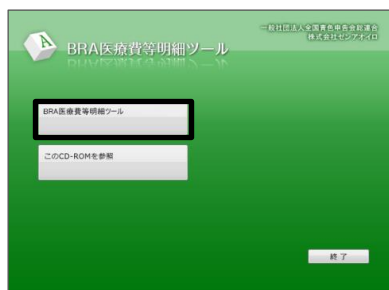 一般社団法人全国青色申告会総連合
株式会社ゼンアオイロ
A
BRA医療費等明細ツール
BRA医療費等明細ツール
このCD-ROMを参照
終了